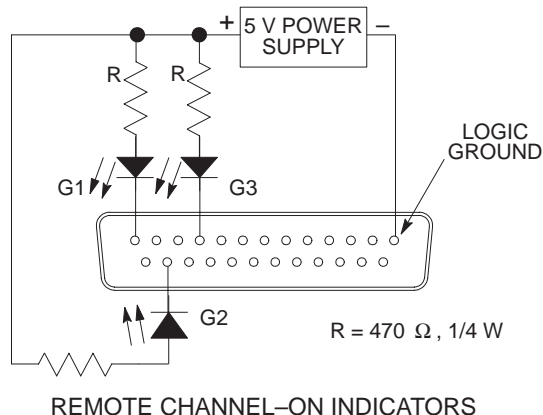 + 5 V POWER SUPPLY –
R R
LOGIC GROUND
G1 G3
G2
R = 470 Ω , 1/4 W
REMOTE CHANNEL–ON INDICATORS